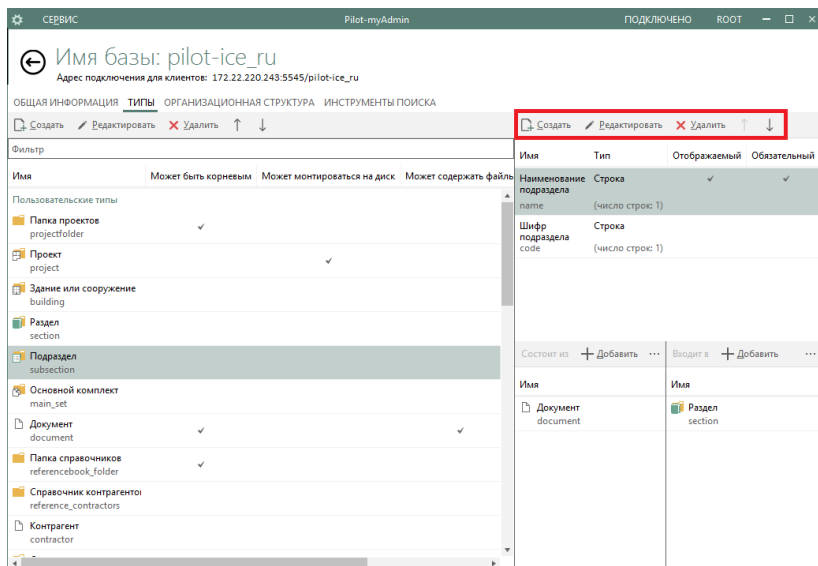 СЕРВИС Pilot-myAdmin ПОДКЛЮЧЕНО ROOT
Имя базы: pilot-ice_ru
Адрес подключения для клиентов: 172.22.220.243:5545/pilot-ice_ru
ОБЩАЯ ИНФОРМАЦИЯ ТИПЫ ОРГАНИЗАЦИОННАЯ СТРУКТУРА ИНСТРУМЕНТЫ ПОИСКА
Создать Редактировать Удалить
Фильтр
Имя Может быть корневым Может монтироваться на диск Может содержать файль
Пользовательские типы
Папка проектов
projectfolder
Проект
project
Здание или сооружение
building
Раздел
section
Подраздел
subsection
Основной комплект
main_set
Документ
document
Папка справочников
referencebook_folder
Справочник контрагентов
reference_contractors
Контрагент
contractor
Создать Редактировать Удалить
Имя Тип Отображаемый Обязательный
Наименование Строка
подраздела
name (число строк: 1)
Шифр Строка
подраздела
code (число строк: 1)
Состоит из Добавить ...
Имя
Документ
document
Входит в Добавить ...
Имя
Раздел
section